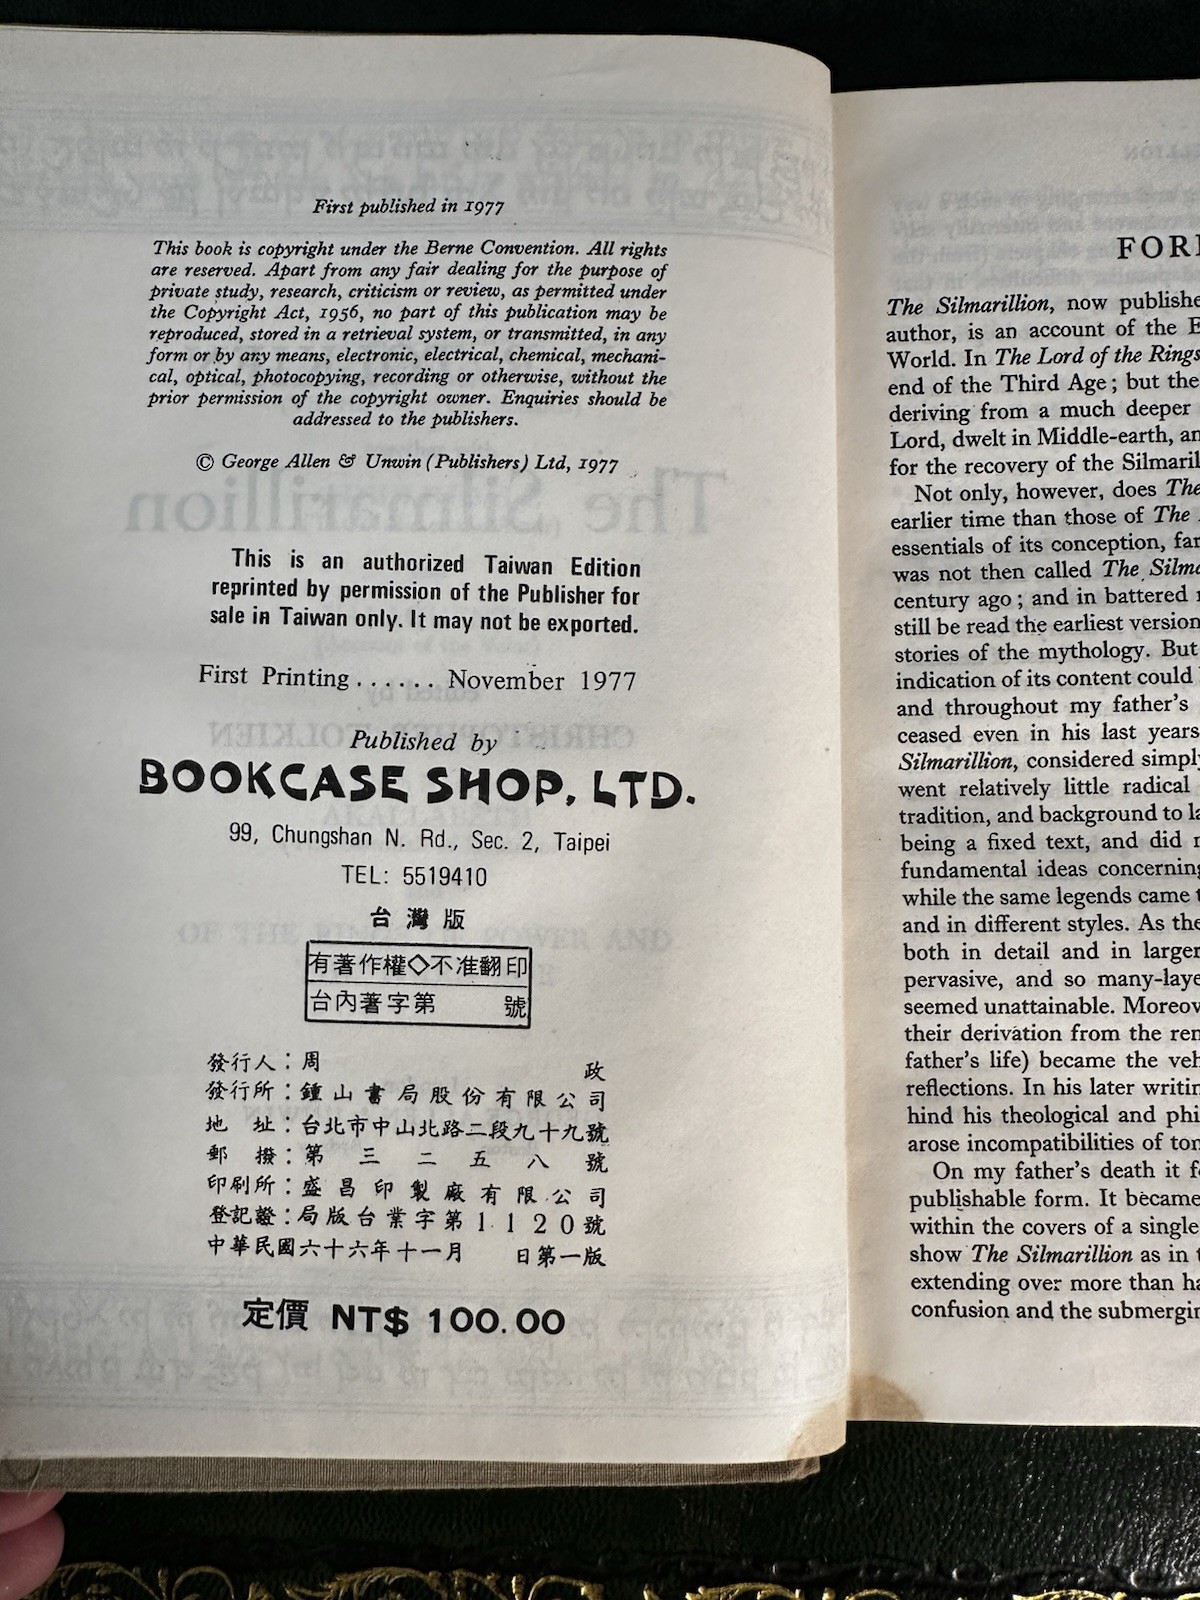 First published in 1977
This book is copyright under the Berne Convention. All rights
are reserved. Apart from any fair dealing for the purpose of
private study, research, criticism or review, as permitted under
the Copyright Act, 1956, no part of this publication may be
reproduced, stored in a retrieval system, or transmitted, in any
form or by any means, electronic, electrical, chemical, mechani-
cal, optical, photocopying, recording or otherwise, without the
prior permission of the copyright owner. Enquiries should be
addressed to the publishers.
© George Allen & Unwin (Publishers) Ltd, 1977
This is an authorized Taiwan Edition
reprinted by permission of the Publisher for
sale in Taiwan only. It may not be exported.
First Printing . . . . . . November 1977
Published by
BOOKCASE SHOP, LTD.
99, Chungshan N. Rd., Sec. 2, Taipei
TEL: 5519410
台灣版
有著作權◇不准翻印
台內著字第 號
發行人：周 政
發行所：鍾山書局股份有限公司
地 址：台北市中山北路二段九十九號
郵 撥：第三二五八號
印刷所：盛昌印製廠有限公司
登記證：局版台業字第1120號
中華民國六十六年十一月 日第一版
定價 NT$ 100.00
FOR
The Silmarillion, now publishe
author, is an account of the E
World. In The Lord of the Rings
end of the Third Age; but the
deriving from a much deeper
Lord, dwelt in Middle-earth, an
for the recovery of the Silmaril
Not only, however, does The
earlier time than those of The
essentials of its conception, far
was not then called The Silma
century ago; and in battered
still be read the earliest version
stories of the mythology. But
indication of its content could
and throughout my father's
ceased even in his last years
Silmarillion, considered simply
went relatively little radical
tradition, and background to la
being a fixed text, and did
fundamental ideas concerning
while the same legends came t
and in different styles. As the
both in detail and in larger
pervasive, and so many-laye
seemed unattainable. Moreov
their derivation from the rem
father's life) became the veh
reflections. In his later writin
hind his theological and phi
arose incompatibilities of ton
On my father's death it f
publishable form. It became
within the covers of a single
show The Silmarillion as in t
extending over more than ha
confusion and the submergin